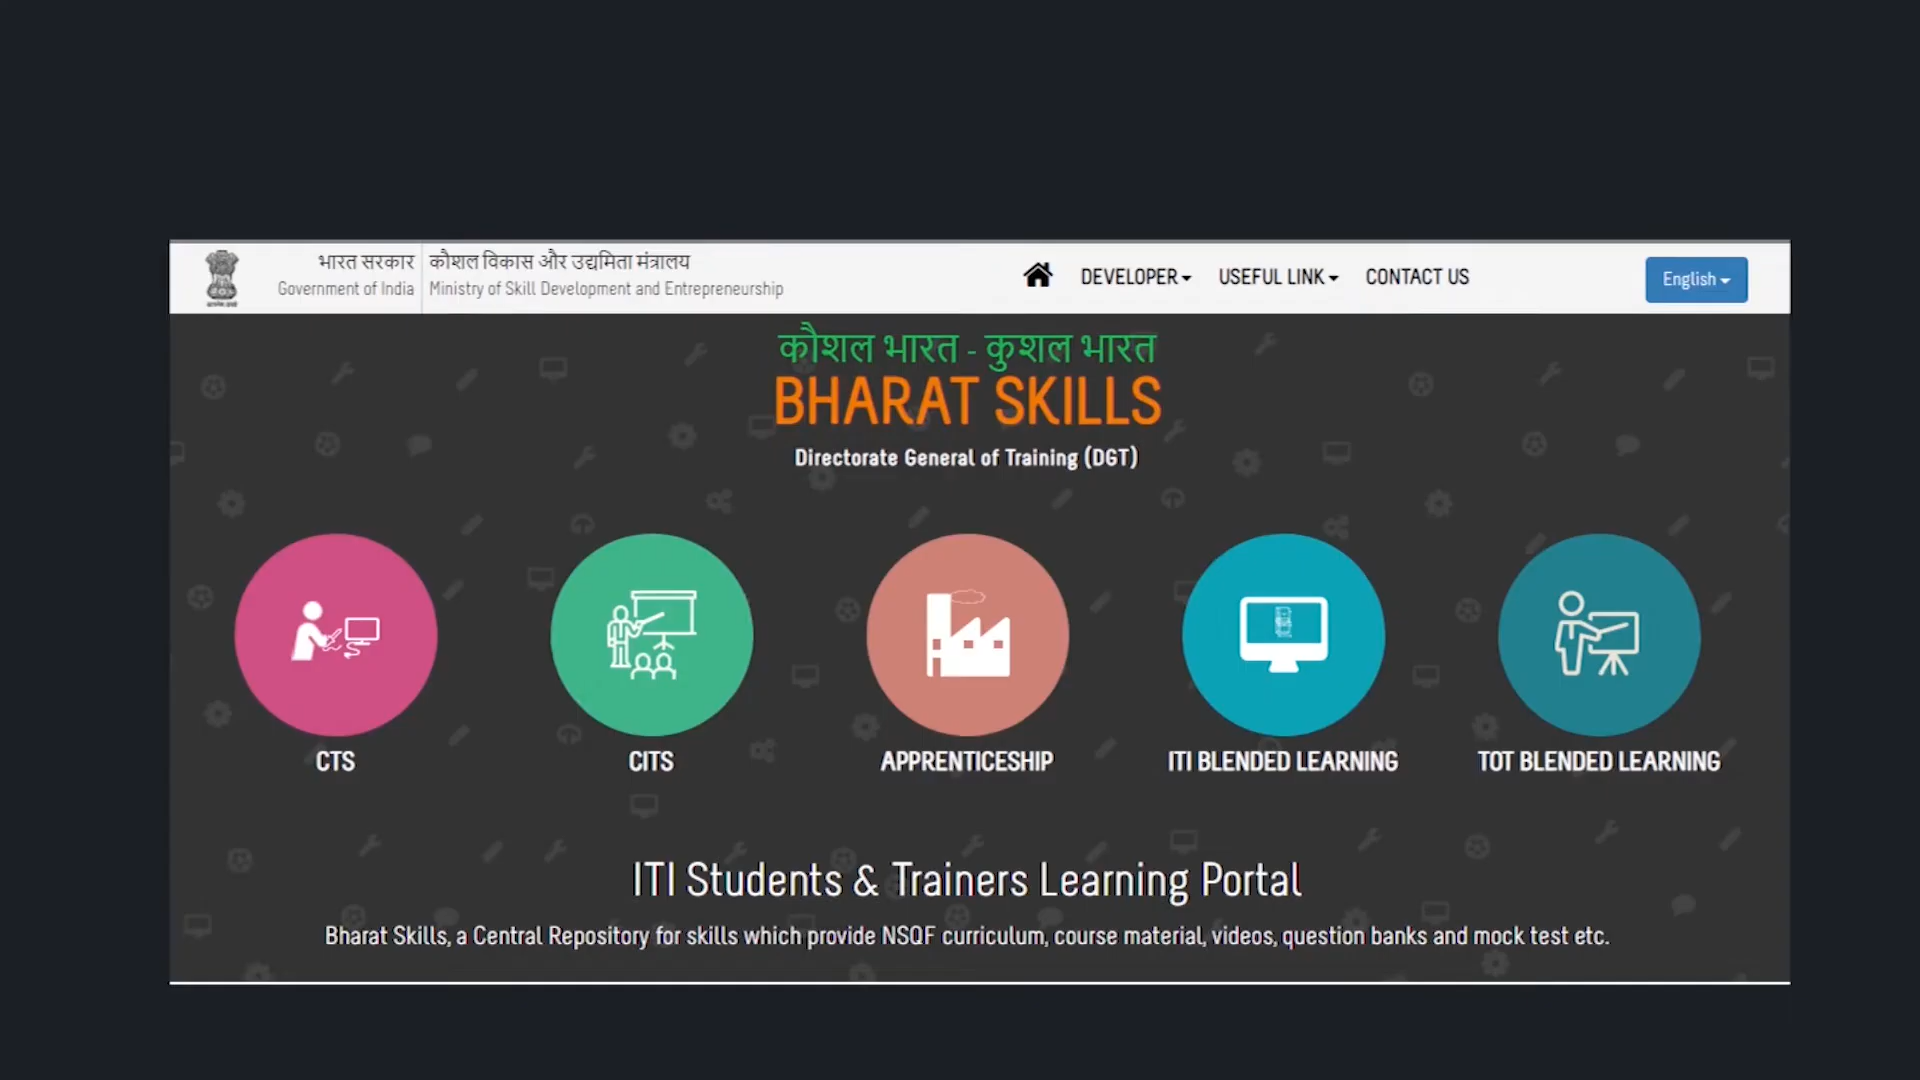 भारत सरकार
Government of India
कौशल विकास और उद्यमिता मंत्रालय
Ministry of Skill Development and Entrepreneurship
DEVELOPER
USEFUL LINK
CONTACT US
English
कौशल भारत - कुशल भारत
BHARAT SKILLS
Directorate General of Training (DGT)
CTS
CITS
APPRENTICESHIP
ITI BLENDED LEARNING
TOT BLENDED LEARNING
ITI Students & Trainers Learning Portal
Bharat Skills, a Central Repository for skills which provide NSQF curriculum, course material, videos, question banks and mock test etc.